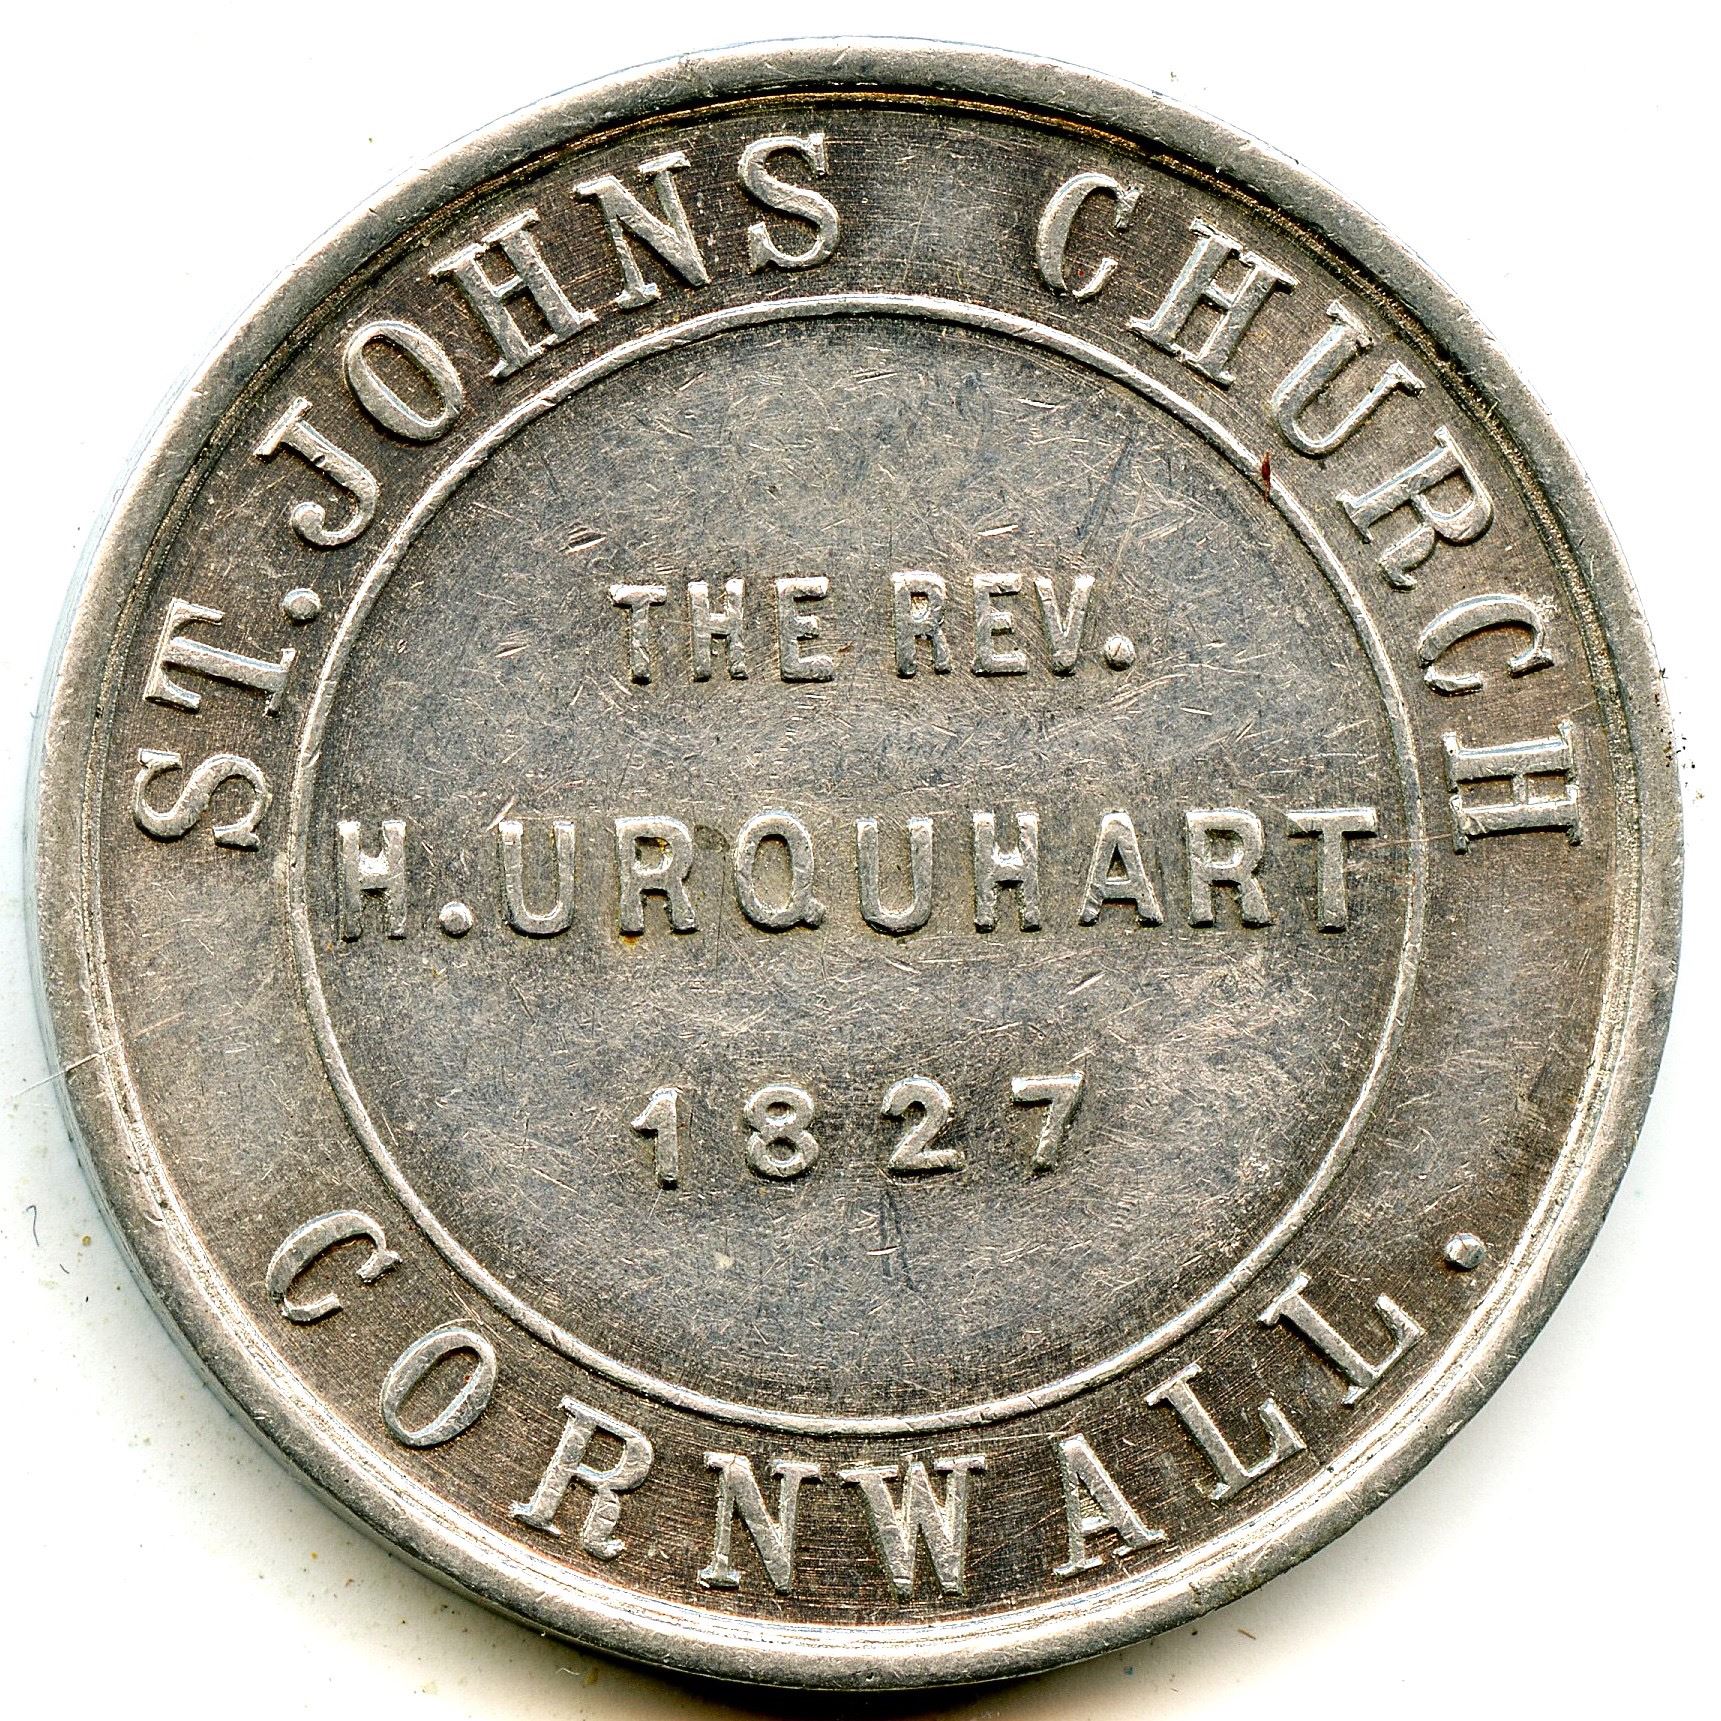 ST. JOHNS CHURCH
THE REV.
H. URQUHART
1827
CORNWALL.